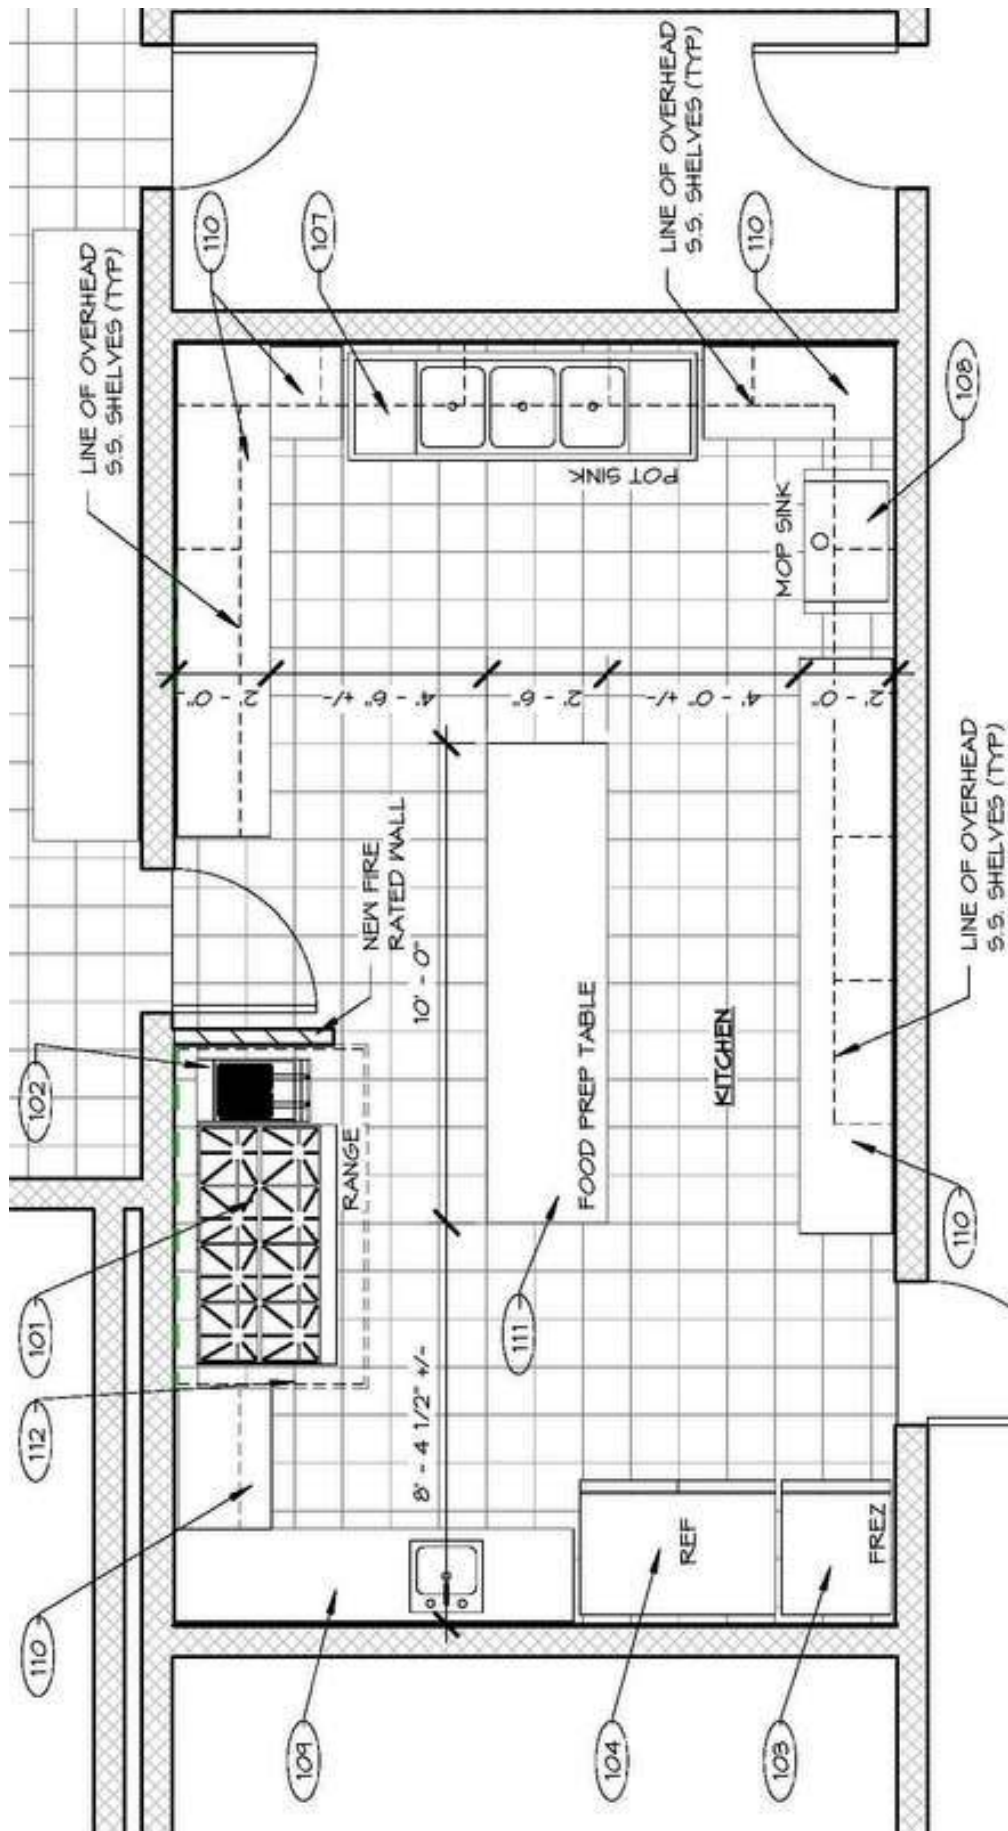 LINE OF OVERHEAD
S.S. SHELVES (TYP)
LINE OF OVERHEAD
S.S. SHELVES (TYP)
110
107
110
108
POT SINK
MOP SINK
2' - 0"
4' - 6" +/-
2' - 6"
4' - 0" +/-
2' - 0"
NEW FIRE
RATED WALL
102
10' - 0"
RANGE
FOOD PREP TABLE
KITCHEN
LINE OF OVERHEAD
S.S. SHELVES (TYP)
101
111
110
112
8' - 4 1/2" +/-
110
REF
FREZ
109
104
103